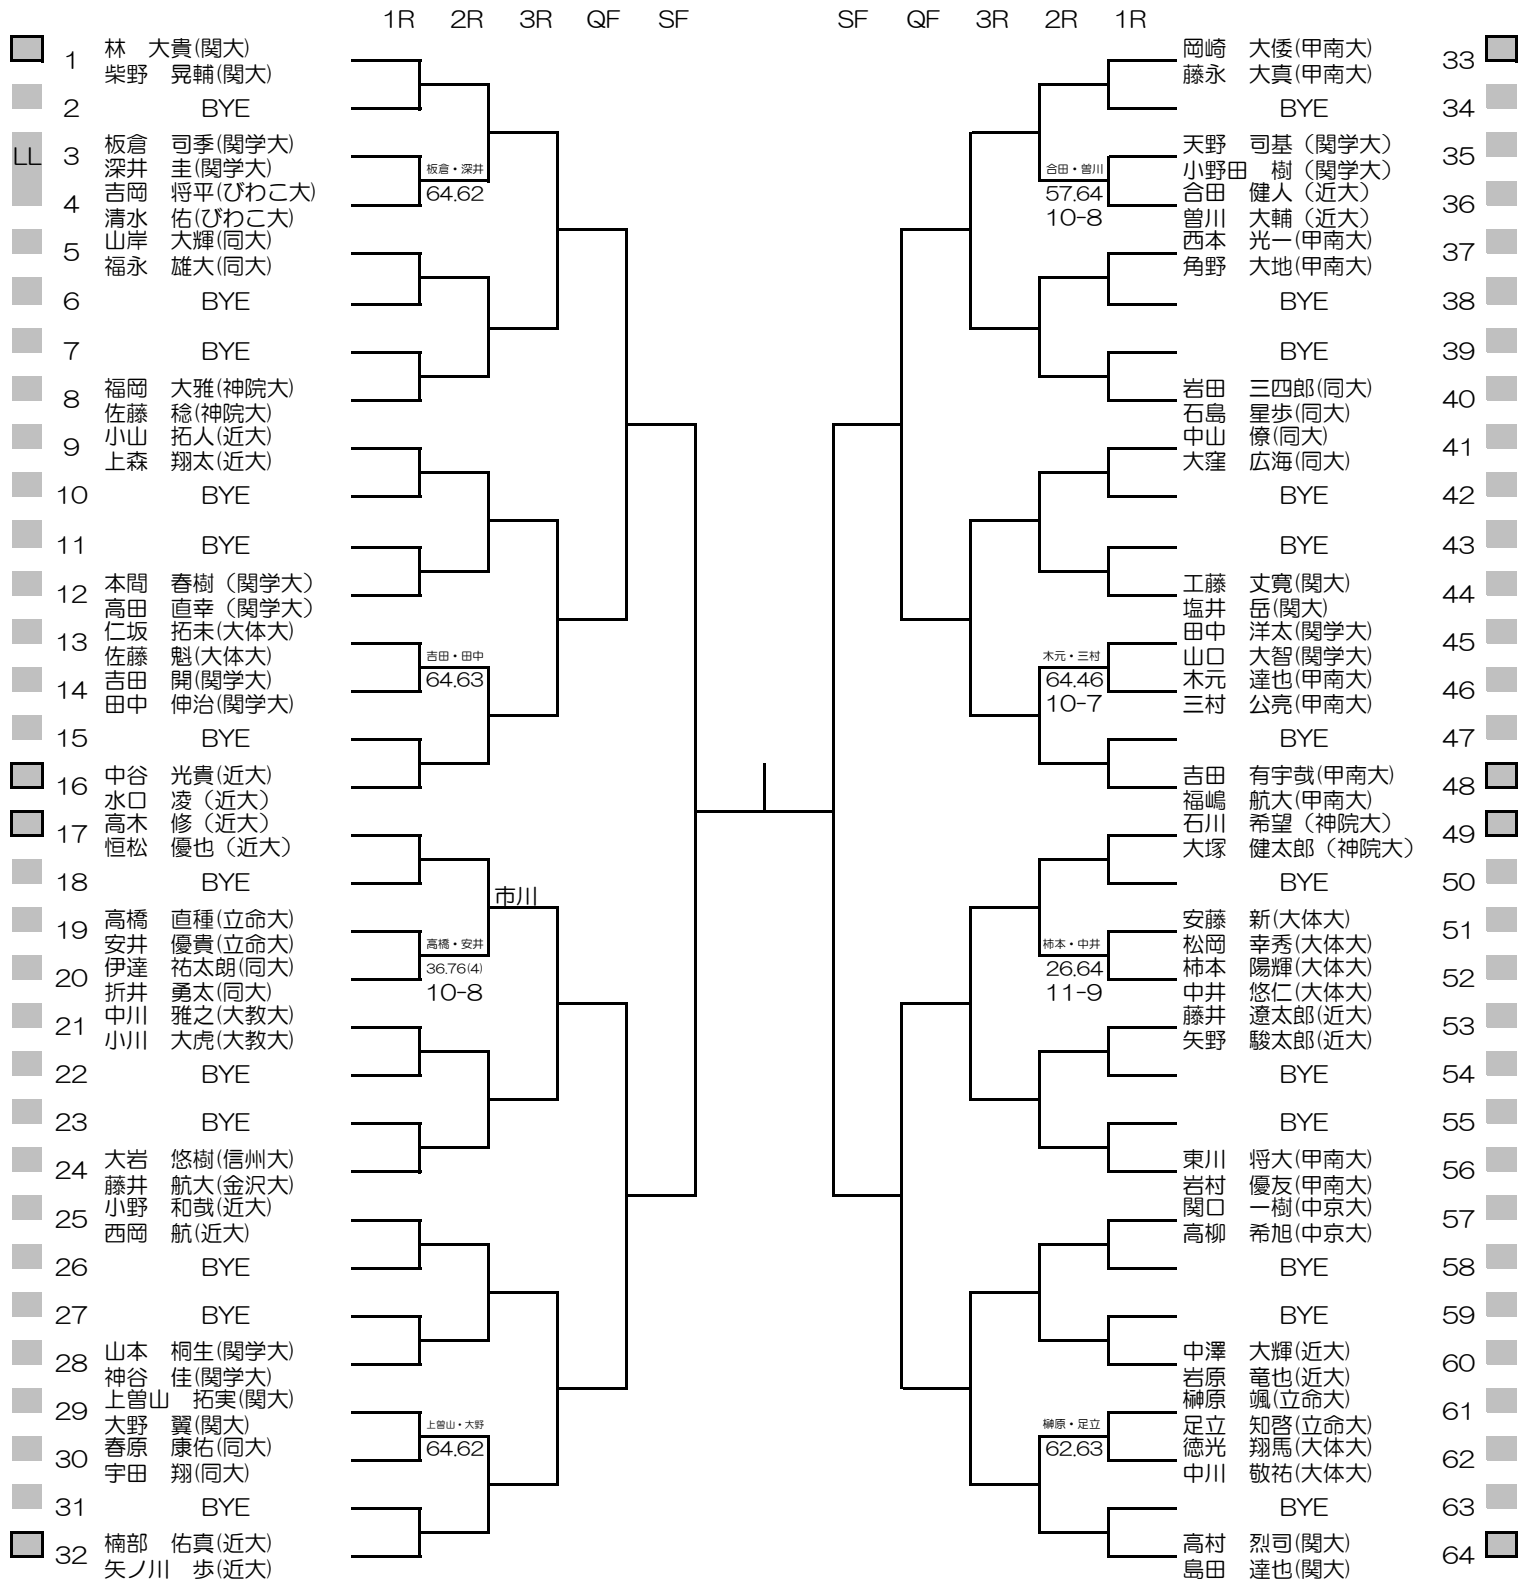 1R 2R 3R QF SF SF QF 3R 2R 1R
1 林 大貴(関大)
柴野 晃輔(関大)
2 BYE
LL 3 板倉 司季(関学大)
深井 圭(関学大)
板倉・深井
64.62
4 吉岡 将平(びわこ大)
清水 佑(びわこ大)
5 山岸 大輝(同大)
福永 雄大(同大)
6 BYE
7 BYE
8 福岡 大雅(神院大)
佐藤 稔(神院大)
9 小山 拓人(近大)
上森 翔太(近大)
10 BYE
11 BYE
12 本間 春樹（関学大）
高田 直幸（関学大）
13 仁坂 拓未(大体大)
佐藤 魁(大体大)
吉田・田中
64.63
14 吉田 開(関学大)
田中 伸治(関学大)
15 BYE
16 中谷 光貴(近大)
水口 凌（近大）
17 高木 修（近大）
恒松 優也（近大）
18 BYE
市川
19 高橋 直種(立命大)
安井 優貴(立命大)
高橋・安井
36.76(4)
10-8
20 伊達 祐太朗(同大)
折井 勇太(同大)
21 中川 雅之(大教大)
小川 大虎(大教大)
22 BYE
23 BYE
24 大岩 悠樹(信州大)
藤井 航大(金沢大)
25 小野 和哉(近大)
西岡 航(近大)
26 BYE
27 BYE
28 山本 桐生(関学大)
神谷 佳(関学大)
29 上曽山 拓実(関大)
大野 翼(関大)
上曽山・大野
64.62
30 春原 康佑(同大)
宇田 翔(同大)
31 BYE
32 楠部 佑真(近大)
矢ノ川 歩(近大)
岡崎 大倭(甲南大) 33
藤永 大真(甲南大)
BYE 34
天野 司基（関学大） 35
小野田 樹（関学大）
合田・曽川
57.64
10-8
合田 健人（近大） 36
曽川 大輔（近大）
西本 光一(甲南大) 37
角野 大地(甲南大)
BYE 38
BYE 39
岩田 三四郎(同大) 40
石島 星歩(同大)
中山 僚(同大) 41
大窪 広海(同大)
BYE 42
BYE 43
工藤 丈寛(関大) 44
塩井 岳(関大)
田中 洋太(関学大) 45
山口 大智(関学大)
木元・三村
64.46
10-7
木元 達也(甲南大) 46
三村 公亮(甲南大)
BYE 47
吉田 有宇哉(甲南大) 48
福嶋 航大(甲南大)
石川 希望（神院大） 49
大塚 健太郎（神院大）
BYE 50
安藤 新(大体大) 51
松岡 幸秀(大体大)
柿本・中井
26.64
11-9
柿本 陽輝(大体大) 52
中井 悠仁(大体大)
藤井 遼太郎(近大) 53
矢野 駿太郎(近大)
BYE 54
BYE 55
東川 将大(甲南大) 56
岩村 優友(甲南大)
関口 一樹(中京大) 57
高柳 希旭(中京大)
BYE 58
BYE 59
中澤 大輝(近大) 60
岩原 竜也(近大)
榊原 颯(立命大) 61
足立 知啓(立命大)
榊原・足立
62.63
徳光 翔馬(大体大) 62
中川 敬祐(大体大)
BYE 63
高村 烈司(関大) 64
島田 達也(関大)